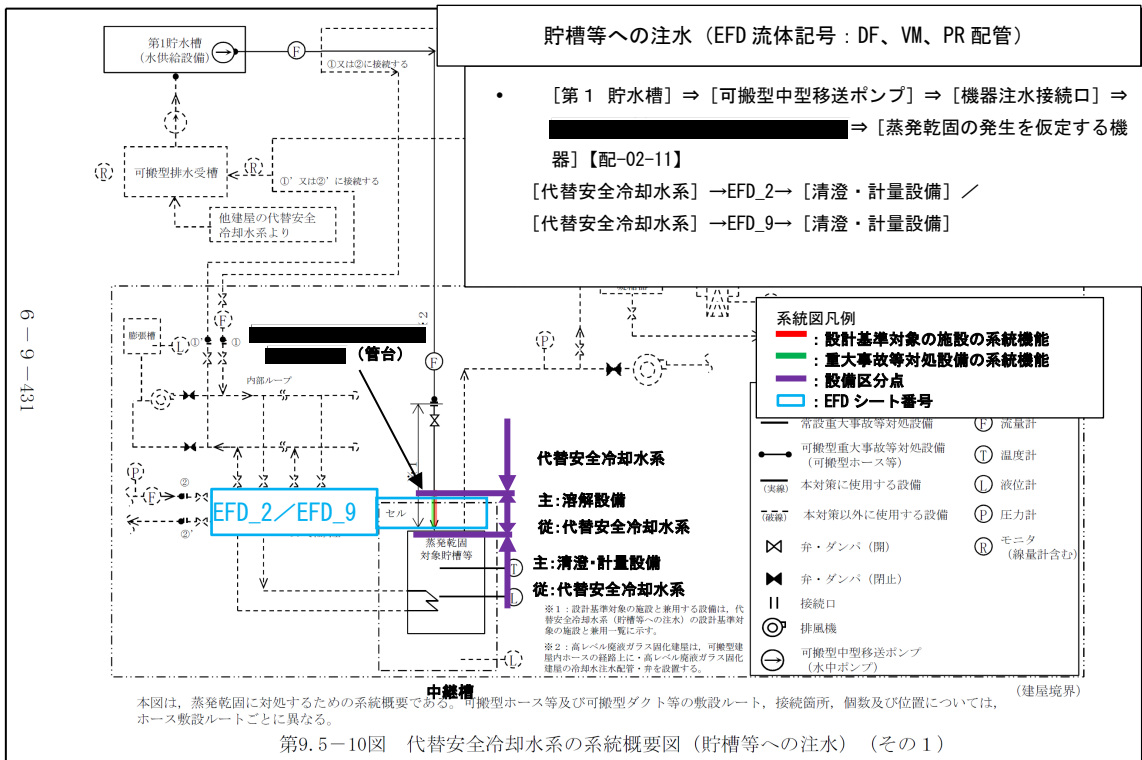 貯槽等への注水（EFD 流体記号：DF、VM、PR 配管）
• [第１ 貯水槽] ⇒ [可搬型中型移送ポンプ] ⇒ [機器注水接続口] ⇒
⇒ [蒸発乾固の発生を仮定する機
器]【配-02-11】
[代替安全冷却水系] →EFD_2→ [清澄・計量設備] ／
[代替安全冷却水系] →EFD_9→ [清澄・計量設備]
第1貯水槽
(水供給設備)
F
①又は②に接続する
R
可搬型排水受槽
R
①’又は②’に接続する
他建屋の代替安全
冷却水系より
6－9－431
膨張槽
L
①’
F
①
※2
（管台）
F
P
内部ループ
P
F
②
②’
EFD_2／EFD_9
セル
蒸発乾固
対象貯槽等
T
L
L
中継槽
代替安全冷却水系
主:溶解設備
従:代替安全冷却水系
主:清澄・計量設備
従:代替安全冷却水系
※1：設計基準対象の施設と兼用する設備は，代
替安全冷却水系（貯槽等への注水）の設計基準対
象の施設と兼用一覧に示す。
※2：高レベル廃液ガラス固化建屋は，可搬型建
屋内ホースの経路上に・高レベル廃液ガラス固化
建屋の冷却水注水配管・弁を設置する。
系統図凡例
：設計基準対象の施設の系統機能
：重大事故等対処設備の系統機能
：設備区分点
：EFD シート番号
常設重大事故等対処設備
可搬型重大事故等対処設備
（可搬型ホース等）
(実線)
本対策に使用する設備
(破線)
本対策以外に使用する設備
弁・ダンパ（開）
弁・ダンパ（閉止）
接続口
排風機
可搬型中型移送ポンプ
（水中ポンプ）
F 流量計
T 温度計
L 液位計
P 圧力計
R モニタ
（線量計含む）
(建屋境界)
本図は，蒸発乾固に対処するための系統概要である。可搬型ホース等及び可搬型ダクト等の敷設ルート，接続箇所，個数及び位置については，
ホース敷設ルートごとに異なる。
第9.5－10図　代替安全冷却水系の系統概要図（貯槽等への注水）（その１）